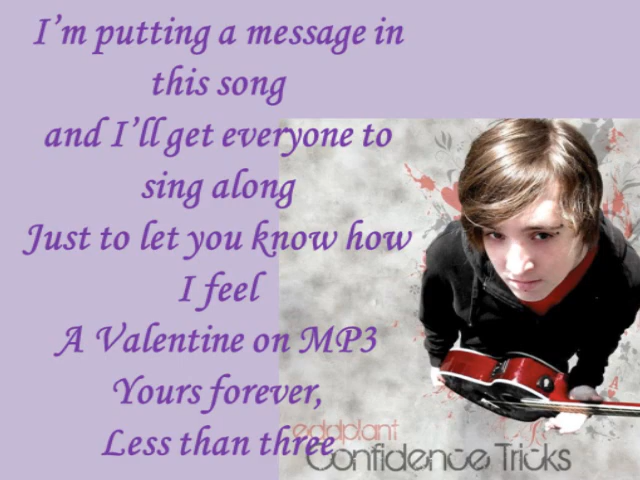 I'm putting a message in
this song
and I'll get everyone to
sing along
Just to let you know how
I feel
A Valentine on MP3
Yours forever,
Less than three
eddplant
Confidence Tricks